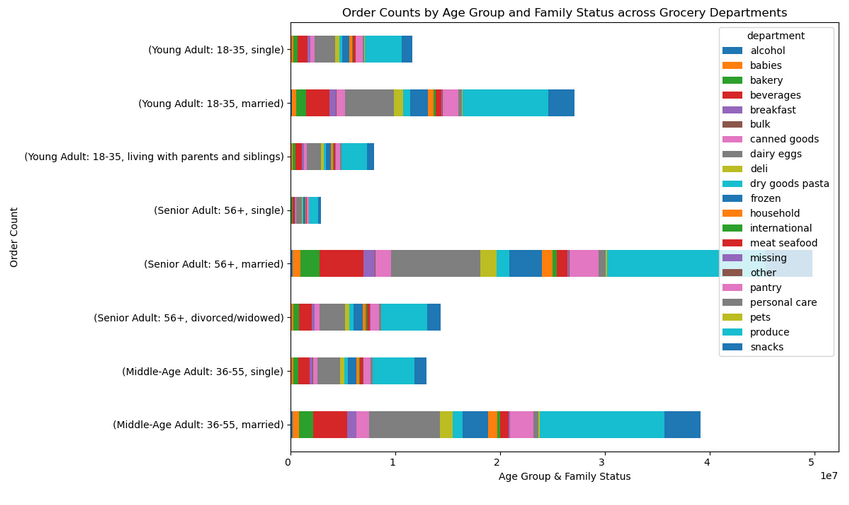 Order Counts by Age Group and Family Status across Grocery Departments
(Young Adult: 18-35, single)
(Young Adult: 18-35, married)
(Young Adult: 18-35, living with parents and siblings)
(Senior Adult: 56+, single)
(Senior Adult: 56+, married)
(Senior Adult: 56+, divorced/widowed)
(Middle-Age Adult: 36-55, single)
(Middle-Age Adult: 36-55, married)
Order Count
department
alcohol
babies
bakery
beverages
breakfast
bulk
canned goods
dairy eggs
deli
dry goods pasta
frozen
household
international
meat seafood
missing
other
pantry
personal care
pets
produce
snacks
0 1 2 3 4 5
1e7
Age Group & Family Status